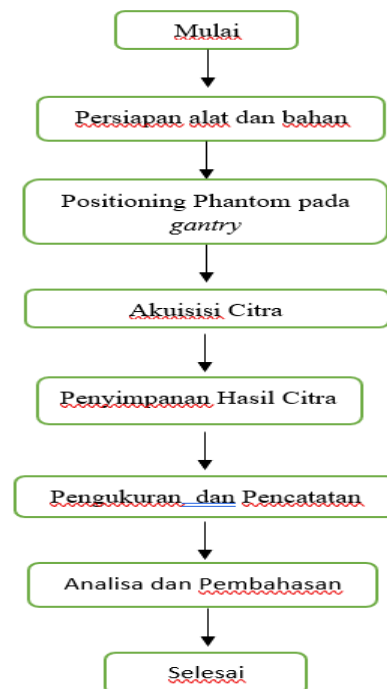 Mulai
Persiapan alat dan bahan
Positioning Phantom pada
gantry
Akuisisi Citra
Penyimpanan Hasil Citra
Pengukuran dan Pencatatan
Analisa dan Pembahasan
Selesai